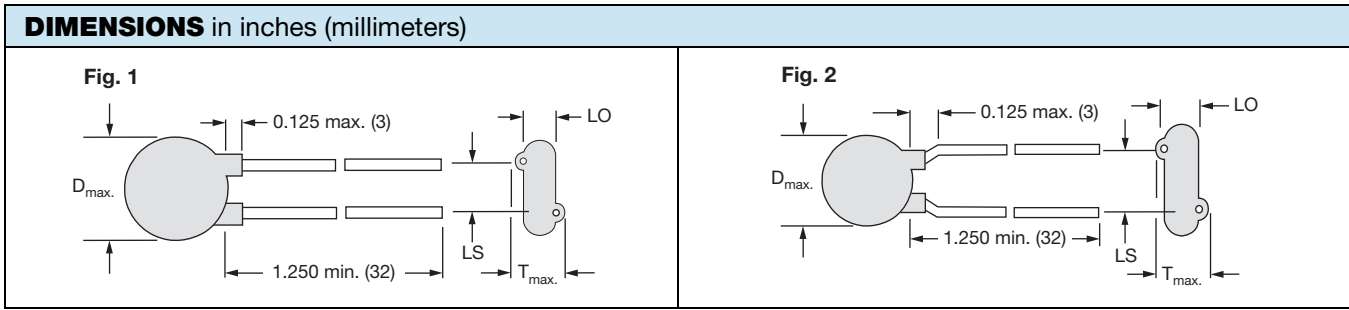 DIMENSIONS in inches (millimeters)
Fig. 1
0.125 max. (3)
LO
Dmax.
LS
1.250 min. (32)
Tmax.
Fig. 2
0.125 max. (3)
LO
Dmax.
1.250 min. (32)
LS
Tmax.